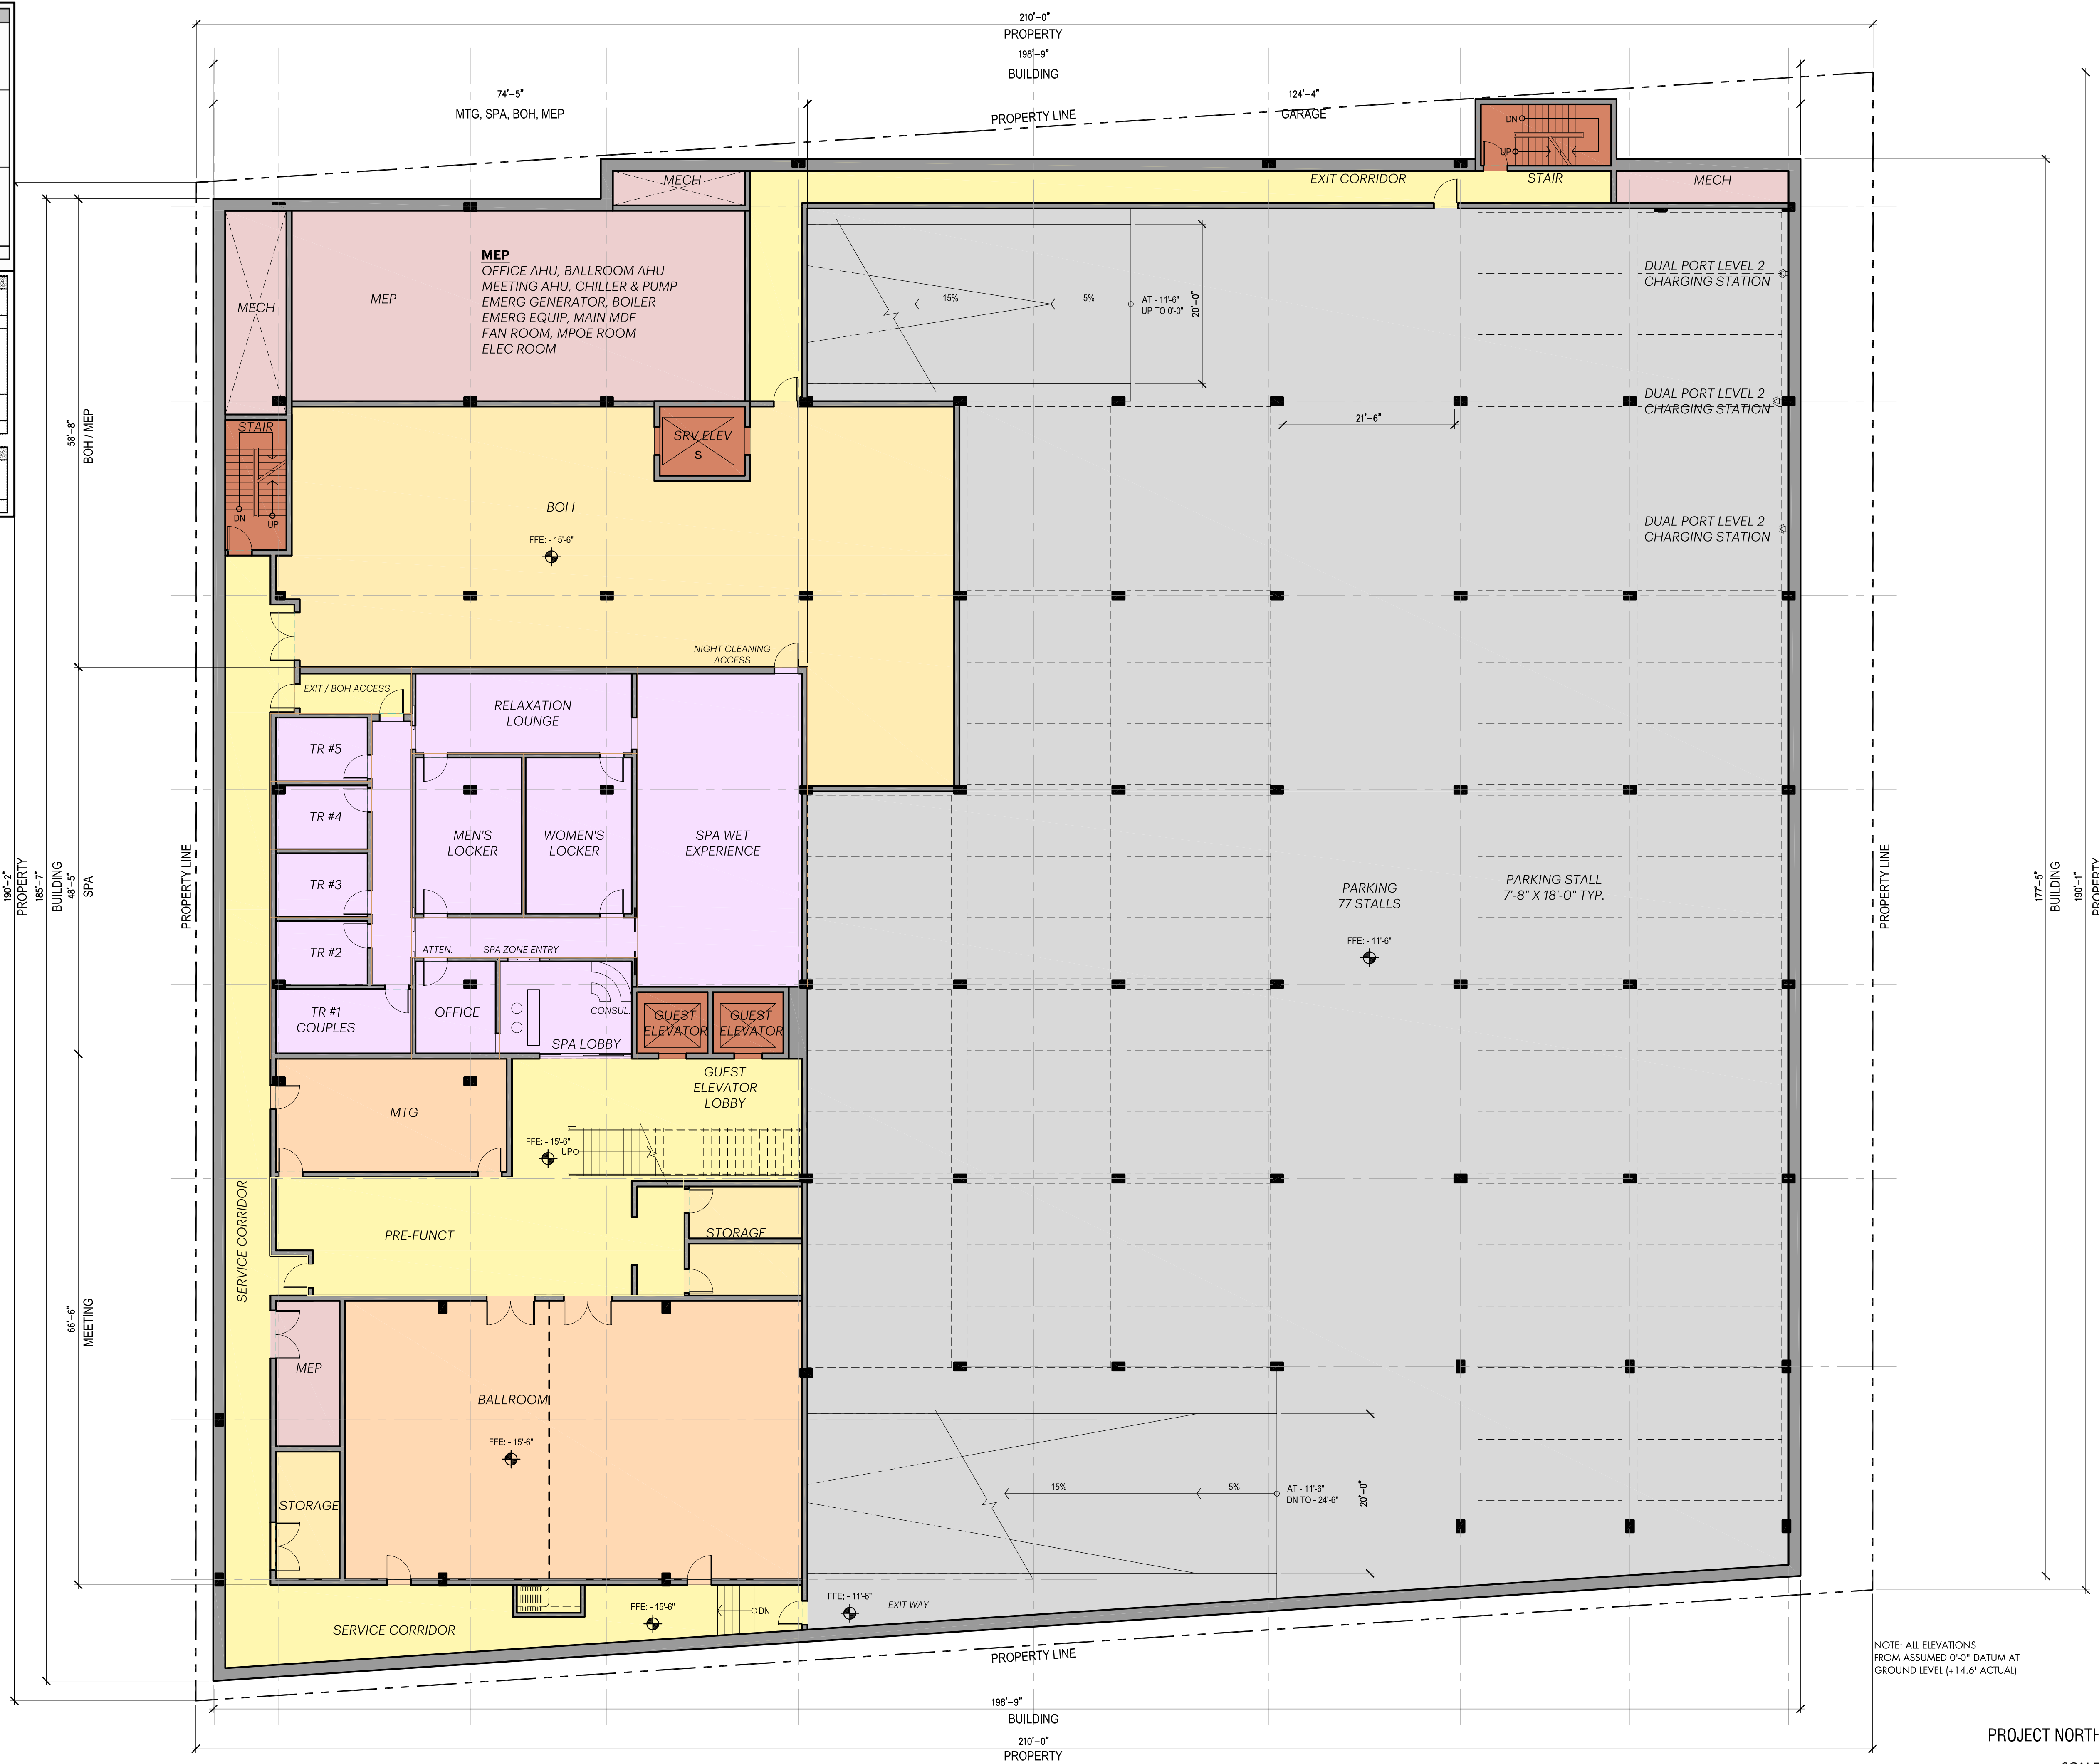 210'-0"
PROPERTY
198'-9"
BUILDING
74'-5"
MTG, SPA, BOH, MEP
124'-4"
GARAGE
PROPERTY LINE
DN
UP
MECH
EXIT CORRIDOR
STAIR
MECH
MEP
OFFICE AHU, BALLROOM AHU
MEETING AHU, CHILLER & PUMP
EMERG GENERATOR, BOILER
EMERG EQUIP, MAIN MDF
FAN ROOM, MPOE ROOM
ELEC ROOM
MECH
MEP
15%
5%
AT - 11'-6"
UP TO 0'-0"
20'-0"
DUAL PORT LEVEL 2
CHARGING STATION
DUAL PORT LEVEL 2
CHARGING STATION
21'-6"
58'-8"
BOH / MEP
STAIR
DN
UP
SRV ELEV
S
BOH
FFE: - 15'-6"
DUAL PORT LEVEL 2
CHARGING STATION
NIGHT CLEANING
ACCESS
EXIT / BOH ACCESS
RELAXATION
LOUNGE
TR #5
TR #4
TR #3
TR #2
TR #1
COUPLES
MEN'S
LOCKER
WOMEN'S
LOCKER
SPA WET
EXPERIENCE
ATTEN.
SPA ZONE ENTRY
OFFICE
CONSUL.
SPA LOBBY
GUEST
ELEVATOR
GUEST
ELEVATOR
190'-2"
PROPERTY
185'-7"
BUILDING
48'-5"
SPA
PROPERTY LINE
PARKING
77 STALLS
FFE: - 11'-6"
PARKING STALL
7'-8" X 18'-0" TYP.
PROPERTY LINE
177'-5"
BUILDING
190'-1"
PROPERTY
MTG
GUEST
ELEVATOR
LOBBY
FFE: - 15'-6"
UP
SERVICE CORRIDOR
PRE-FUNCT
STORAGE
66'-6"
MEETING
MEP
BALLROOM
FFE: - 15'-6"
STORAGE
15%
5%
AT - 11'-6"
DN TO - 24'-6"
20'-0"
SERVICE CORRIDOR
FFE: - 15'-6"
DN
FFE: - 11'-6"
EXIT WAY
PROPERTY LINE
NOTE: ALL ELEVATIONS
FROM ASSUMED 0'-0" DATUM AT
GROUND LEVEL (+14.6' ACTUAL)
198'-9"
BUILDING
210'-0"
PROPERTY
PROJECT NORTH